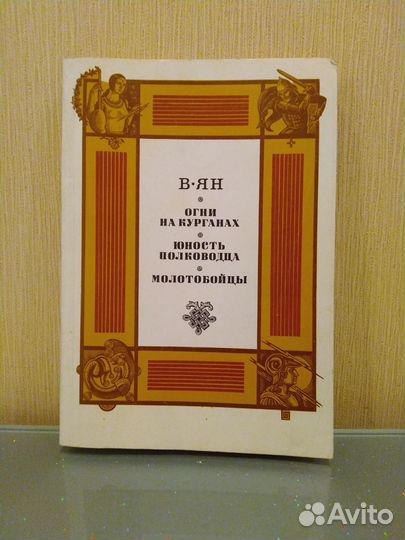 В·ЯН
ОГНИ
НА КУРГАНАХ
ЮНОСТЬ
ПОЛКОВОДЦА
МОЛОТОБОЙЦЫ
Avito